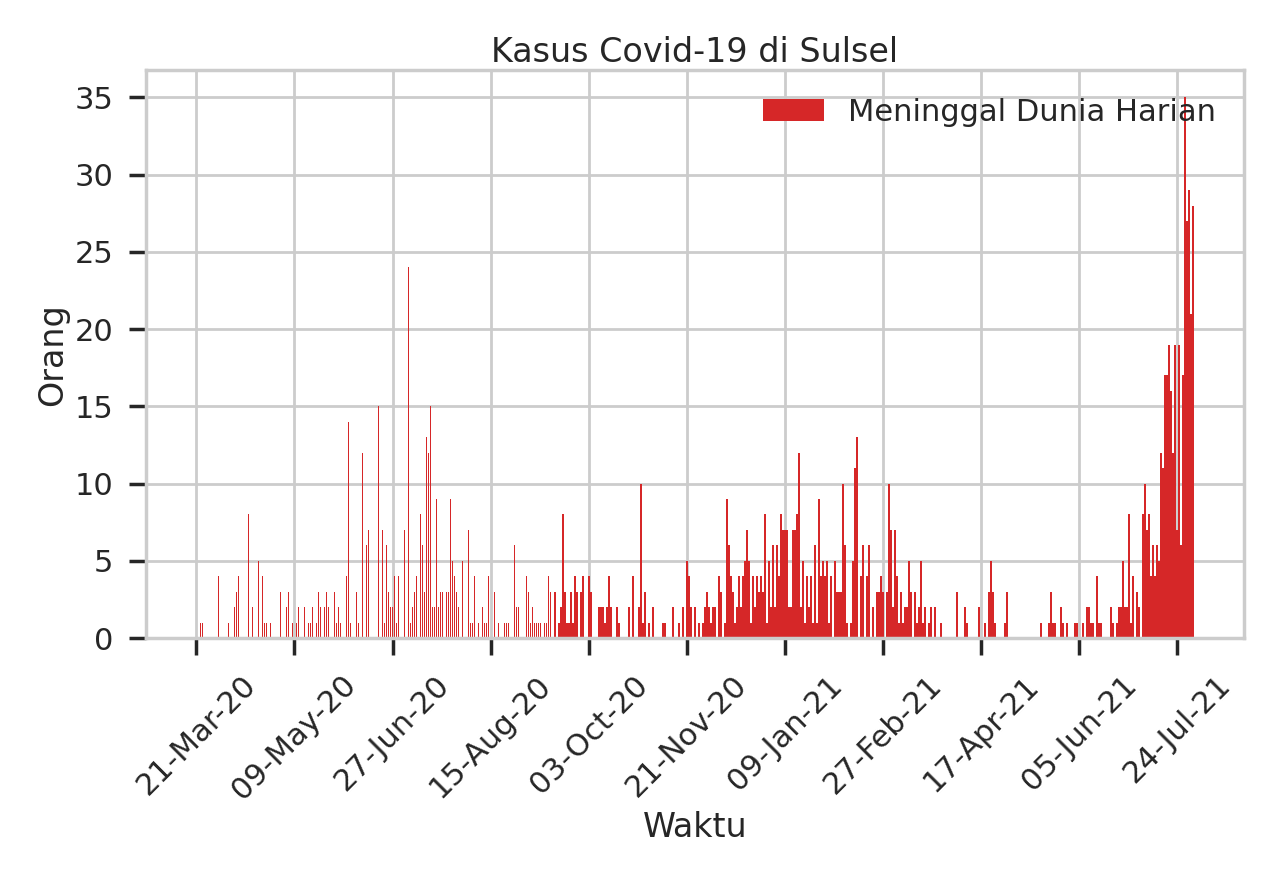 Kasus Covid-19 di Sulsel
Meninggal Dunia Harian
Orang
35
30
25
20
15
10
5
0
21-Mar-20
09-May-20
27-Jun-20
15-Aug-20
03-Oct-20
21-Nov-20
09-Jan-21
27-Feb-21
17-Apr-21
05-Jun-21
24-Jul-21
Waktu